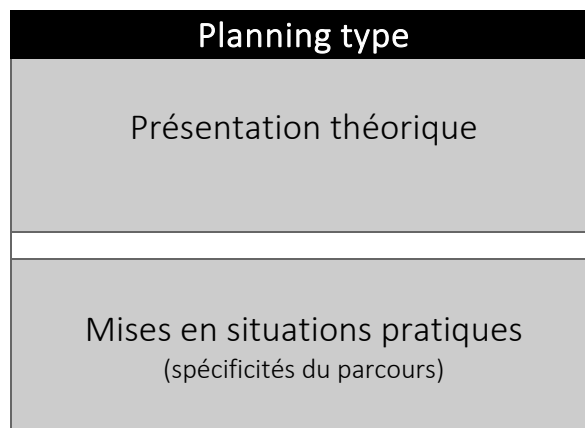 Planning type
Présentation théorique
Mises en situations pratiques
(spécificités du parcours)